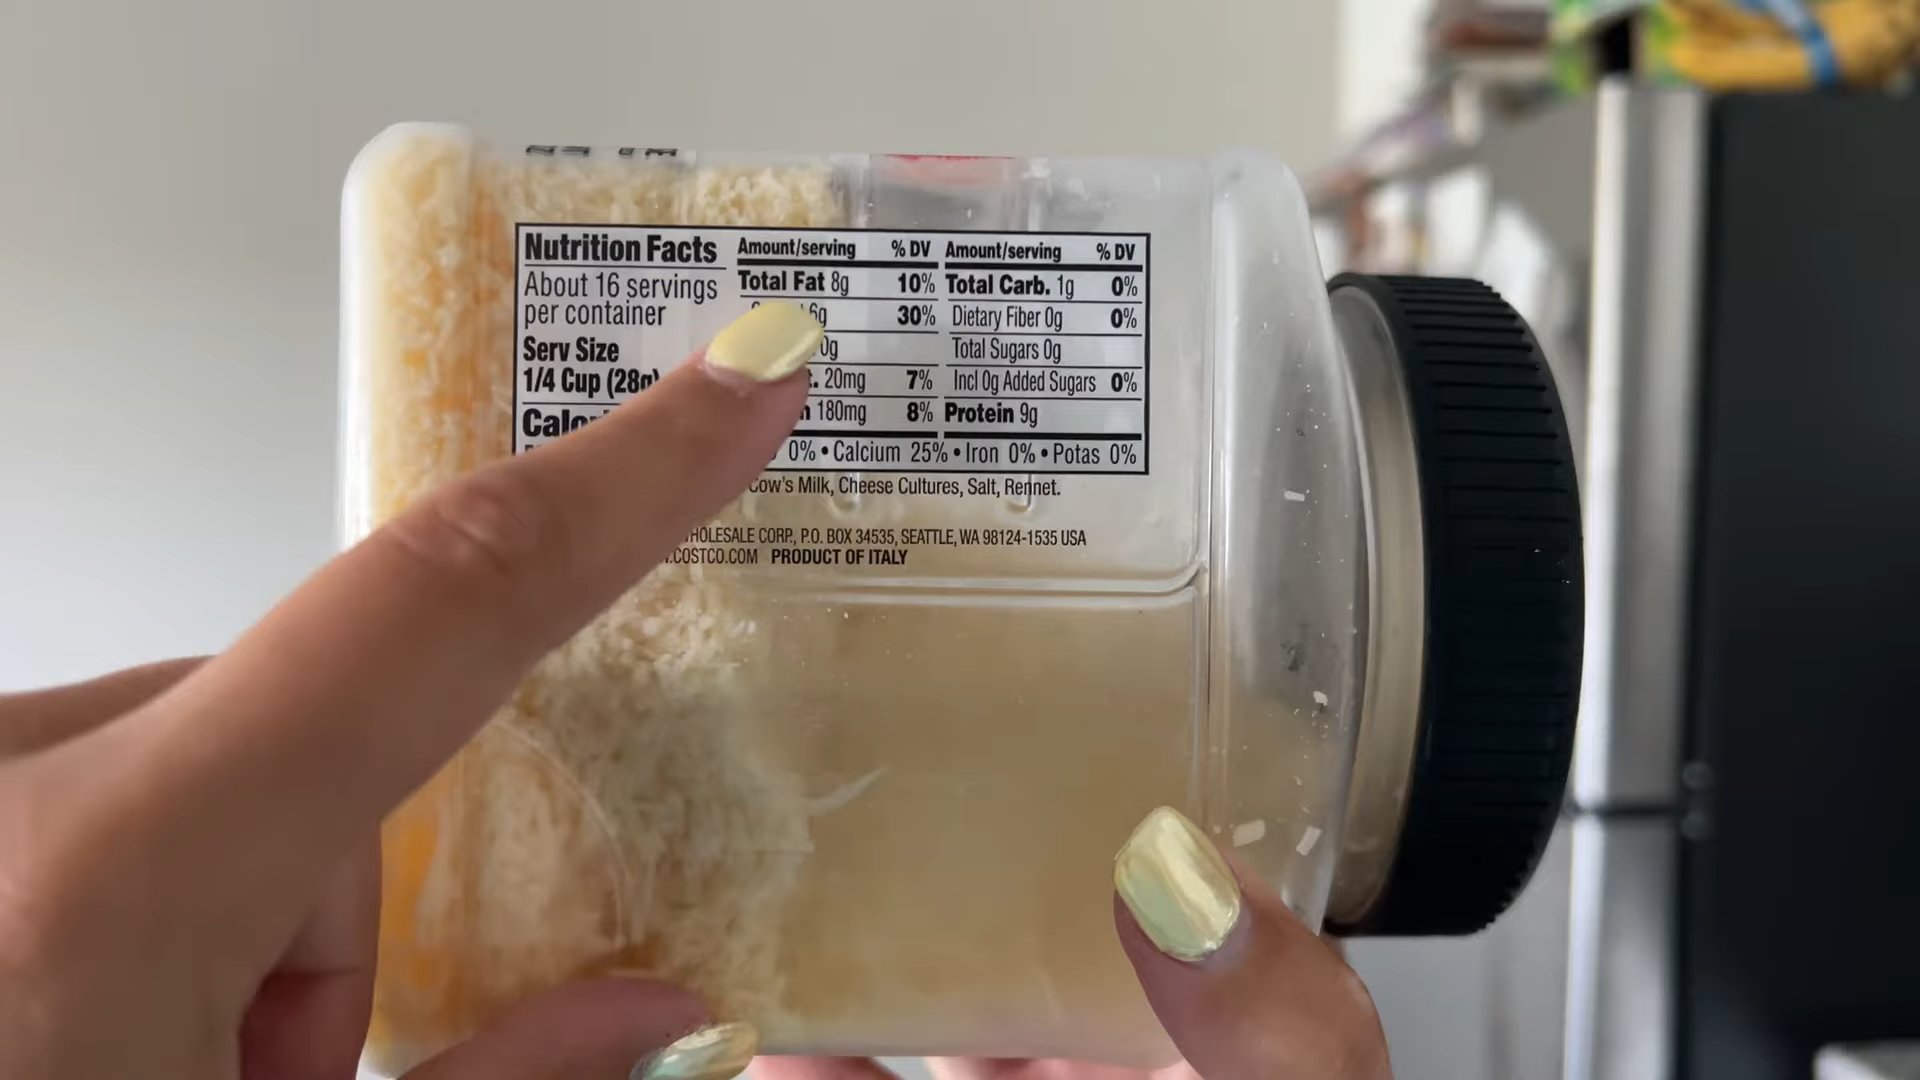 Nutrition Facts
About 16 servings
per container
Serv Size
1/4 Cup (28g)
Amount/serving % DV
Total Fat 8g 10%
6g 30%
0g
20mg 7%
180mg 8%
Amount/serving % DV
Total Carb. 1g 0%
Dietary Fiber 0g 0%
Total Sugars 0g
Incl 0g Added Sugars 0%
Protein 9g
0% • Calcium 25% • Iron 0% • Potas 0%
Cow's Milk, Cheese Cultures, Salt, Rennet.
CORP., P.O. BOX 34535, SEATTLE, WA 98124-1535 USA
COSTCO.COM PRODUCT OF ITALY